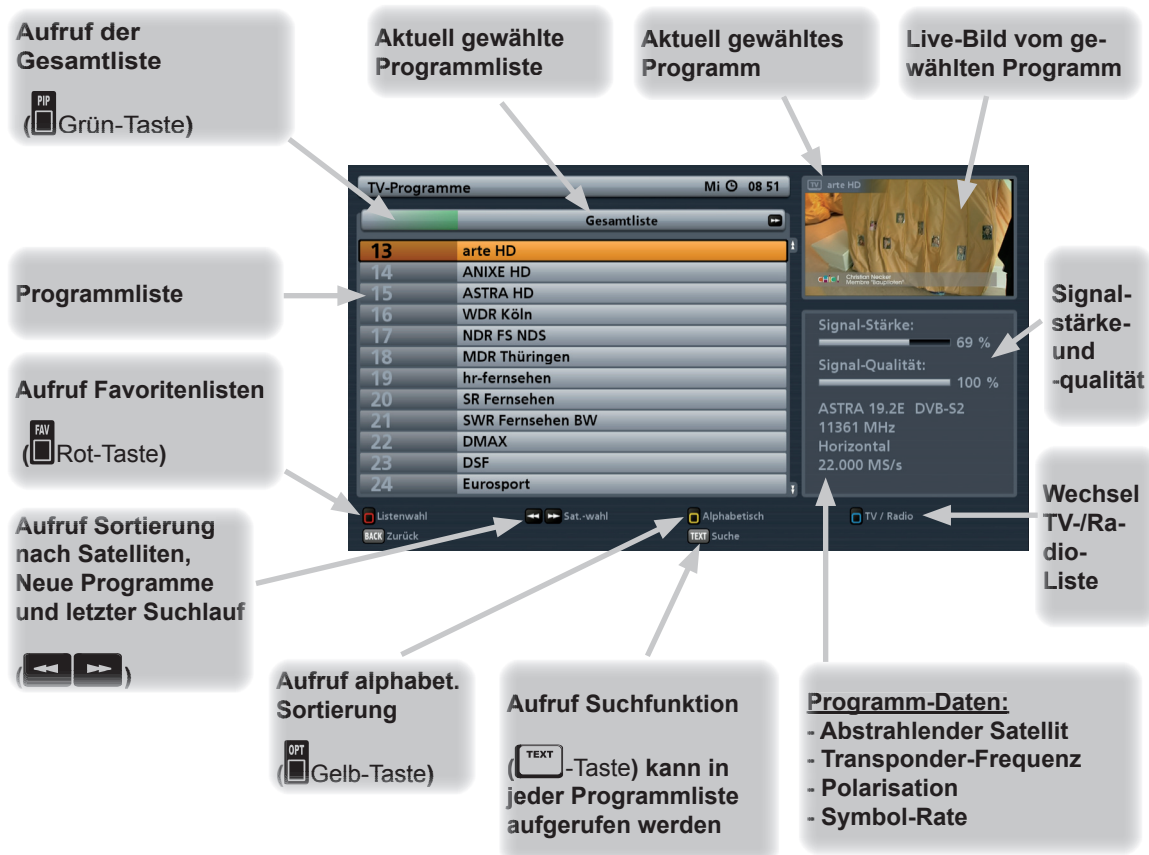 Aufruf der
Gesamtliste
PIP
(Grün-Taste)
Aktuell gewählte
Programmliste
Aktuell gewähltes
Programm
Live-Bild vom ge-
wählten Programm
Programmliste
Aufruf Favoritenlisten
FAV
(Rot-Taste)
Aufruf Sortierung
nach Satelliten,
Neue Programme
und letzter Suchlauf
( )
TV-Programme Mi 08 51
Gesamtliste
13 arte HD
14 ANIXE HD
15 ASTRA HD
16 WDR Köln
17 NDR FS NDS
18 MDR Thüringen
19 hr-fernsehen
20 SR Fernsehen
21 SWR Fernsehen BW
22 DMAX
23 DSF
24 Eurosport
Listenwahl Sat.-wahl Alphabetisch TV / Radio
BACK Zurück TEXT Suche
TV arte HD
CHIC!
Christian Necker
Membre "Bauplioten"
Signal-Stärke:
69 %
Signal-Qualität:
100 %
ASTRA 19.2E DVB-S2
11361 MHz
Horizontal
22.000 MS/s
Signal-
stärke-
und
-qualität
Wechsel
TV-/Ra-
dio-
Liste
Aufruf alphabet.
Sortierung
OPT
(Gelb-Taste)
Aufruf Suchfunktion
(TEXT-Taste) kann in
jeder Programmliste
aufgerufen werden
Programm-Daten:
- Abstrahlender Satellit
- Transponder-Frequenz
- Polarisation
- Symbol-Rate